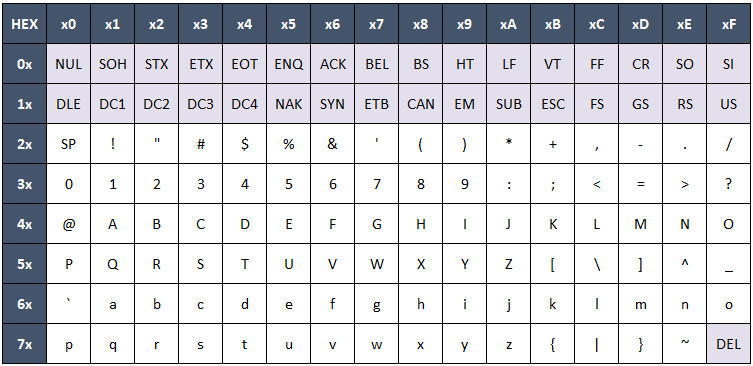 HEX x0 x1 x2 x3 x4 x5 x6 x7 x8 x9 xA xB xC xD xE xF
0x NUL SOH STX ETX EOT ENQ ACK BEL BS HT LF VT FF CR SO SI
1x DLE DC1 DC2 DC3 DC4 NAK SYN ETB CAN EM SUB ESC FS GS RS US
2x SP ! " # $ % & ' ( ) * + , - . /
3x 0 1 2 3 4 5 6 7 8 9 : ; < = > ?
4x @ A B C D E F G H I J K L M N O
5x P Q R S T U V W X Y Z [ \ ] ^ _
6x ` a b c d e f g h i j k l m n o
7x p q r s t u v w x y z { | } ~ DEL